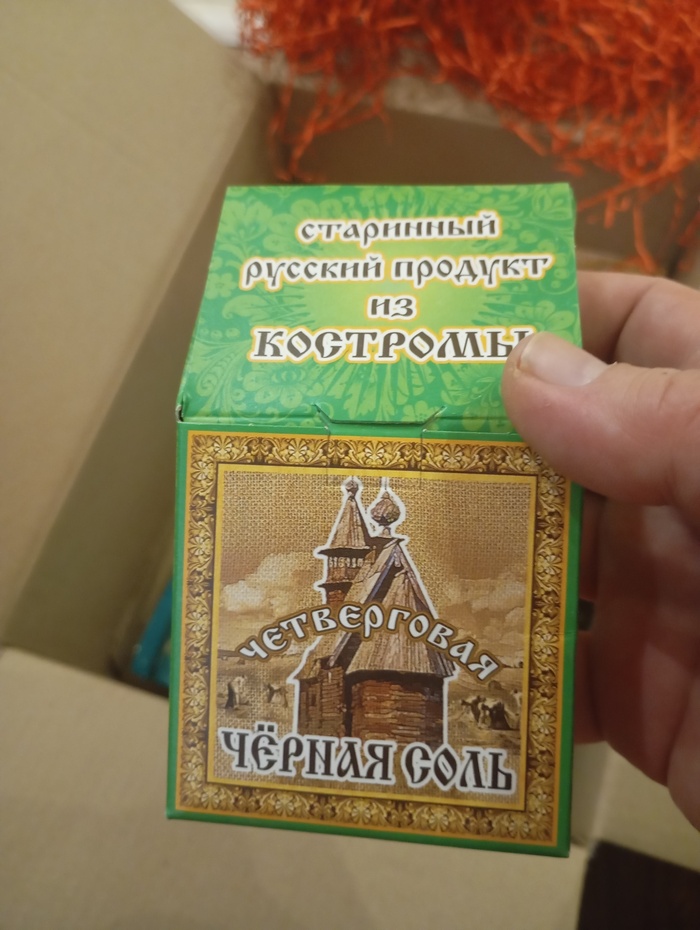 старинный
русский продукт
из
КОСТРОМЫ
ЧЕТВЕРГОВАЯ
ЧЁРНАЯ СОЛЬ